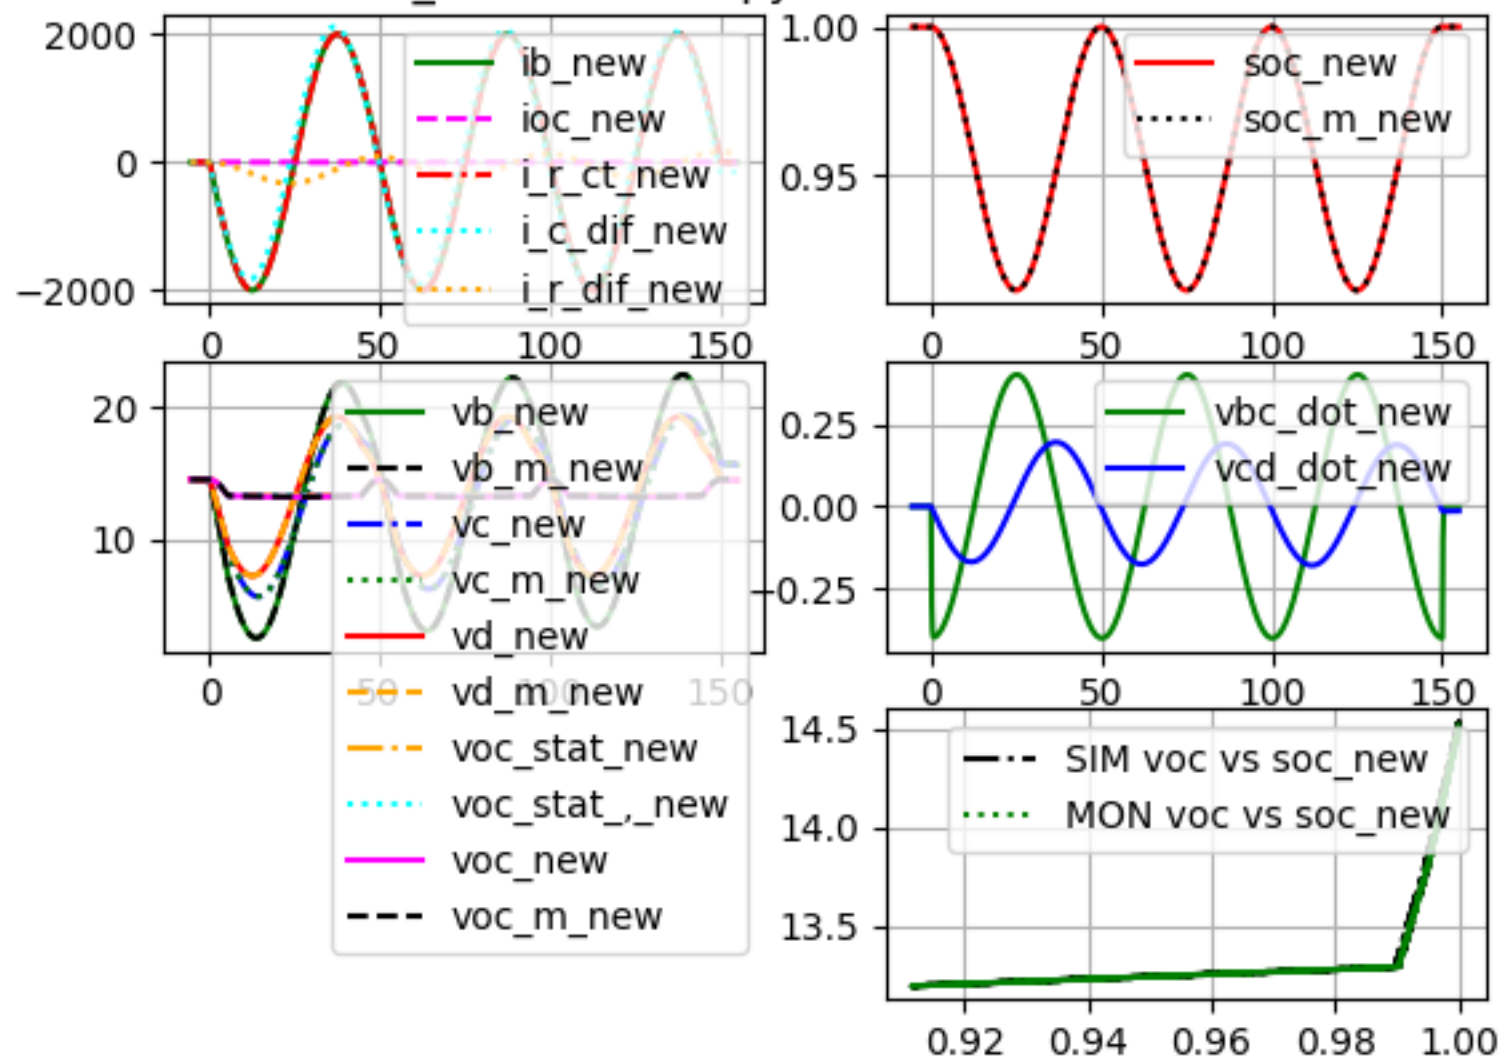 2000
0
−2000
ib_new
ioc_new
i_r_ct_new
i_c_dif_new
i_r_dif_new
0 50 100 150
1.00
0.95
soc_new
soc_m_new
0 50 100 150
20
10
vb_new
vb_m_new
vc_new
vc_m_new
vd_new
vd_m_new
voc_stat_new
voc_stat_,_new
voc_new
voc_m_new
0 50 100 150
0.25
0.00
−0.25
vbc_dot_new
vcd_dot_new
0 50 100 150
14.5
14.0
13.5
SIM voc vs soc_new
MON voc vs soc_new
0.92 0.94 0.96 0.98 1.00